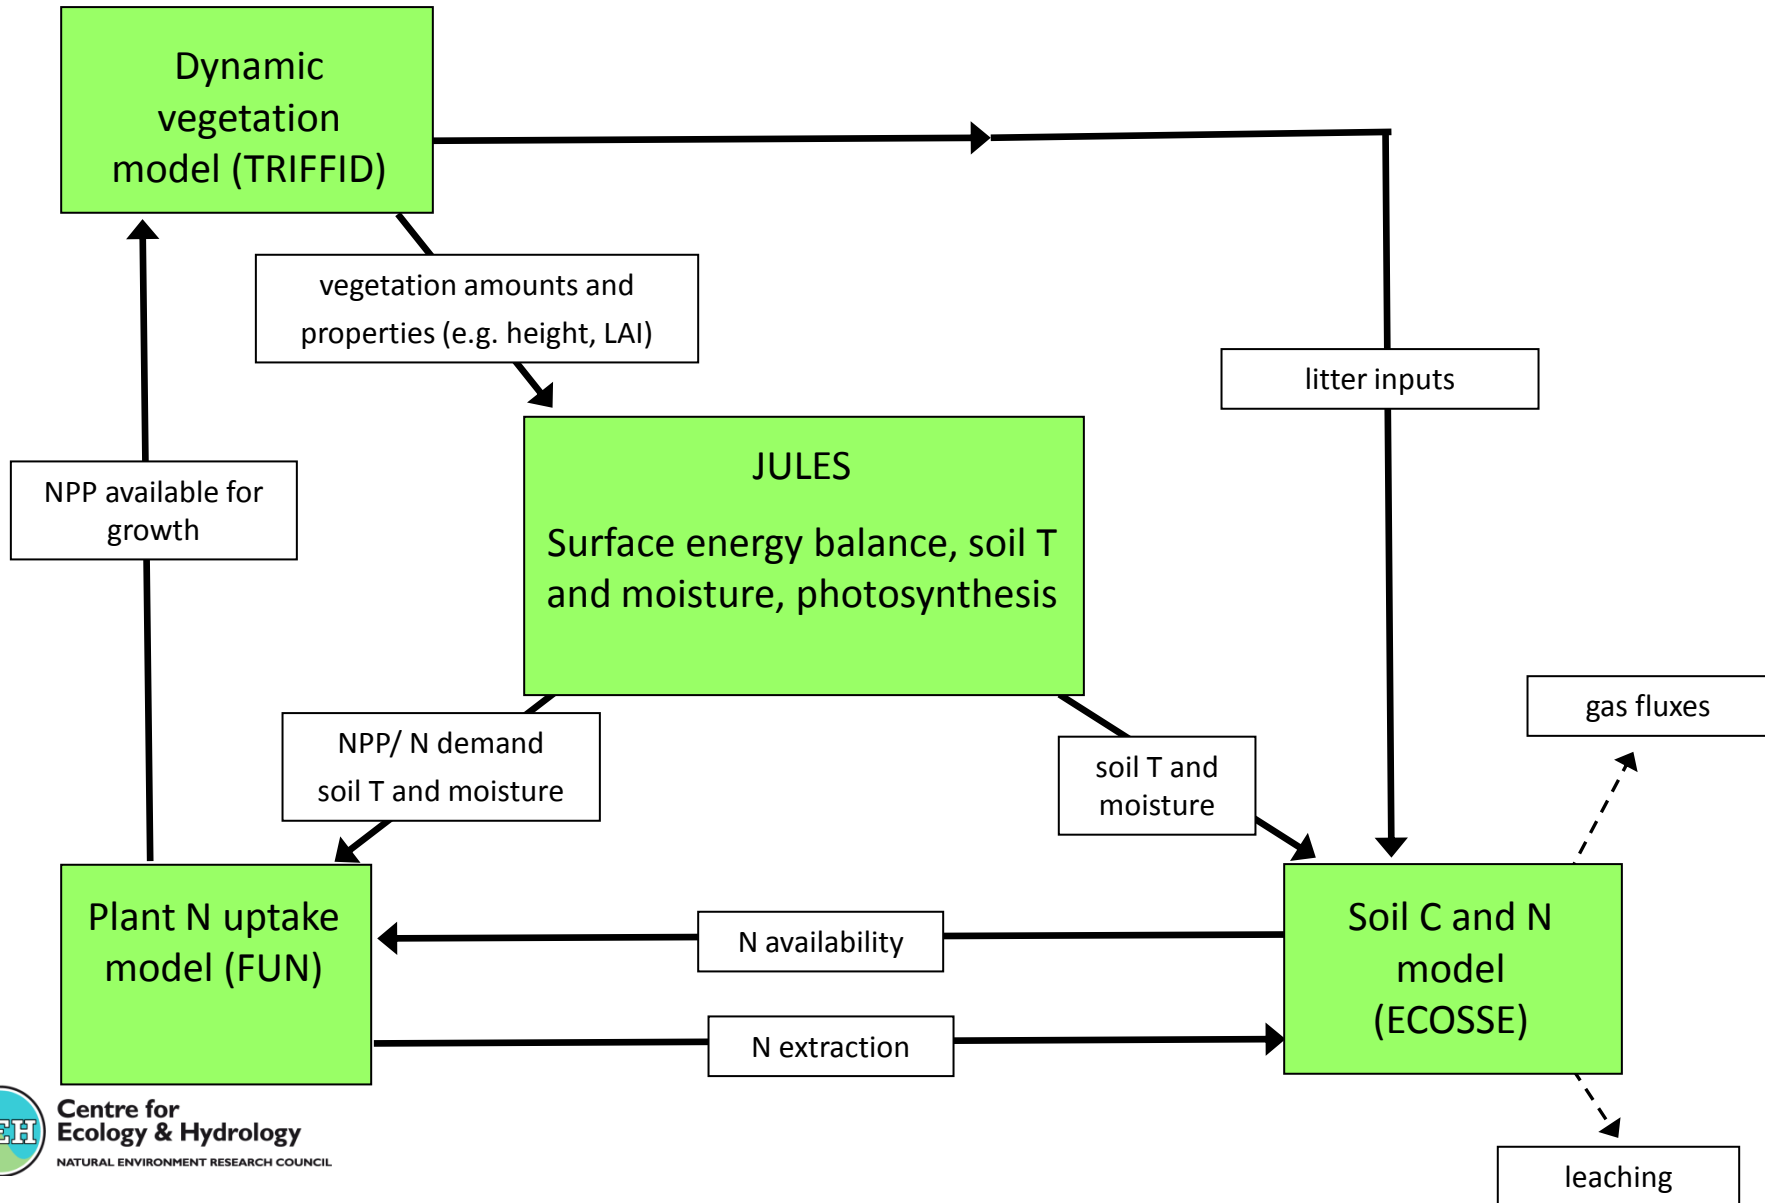 Dynamic
vegetation
model (TRIFFID)
vegetation amounts and
properties (e.g. height, LAI)
litter inputs
NPP available for
growth
JULES
Surface energy balance, soil T
and moisture, photosynthesis
NPP/ N demand
soil T and moisture
soil T and
moisture
gas fluxes
Plant N uptake
model (FUN)
N availability
N extraction
Soil C and N
model
(ECOSSE)
leaching
EH
Centre for
Ecology & Hydrology
NATURAL ENVIRONMENT RESEARCH COUNCIL